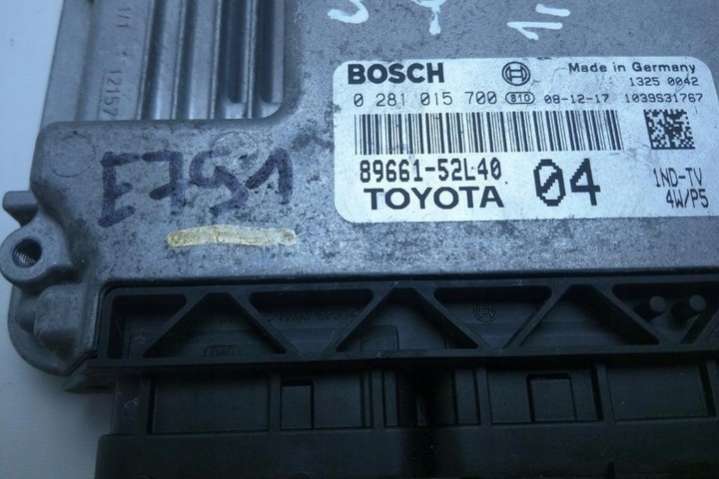 BOSCH
Made in Germany
1325 0042
0 281 015 700 810 08-12-17 1039S31767
89661-52L40
04
1ND-TV
TOYOTA
4W/P5
E751